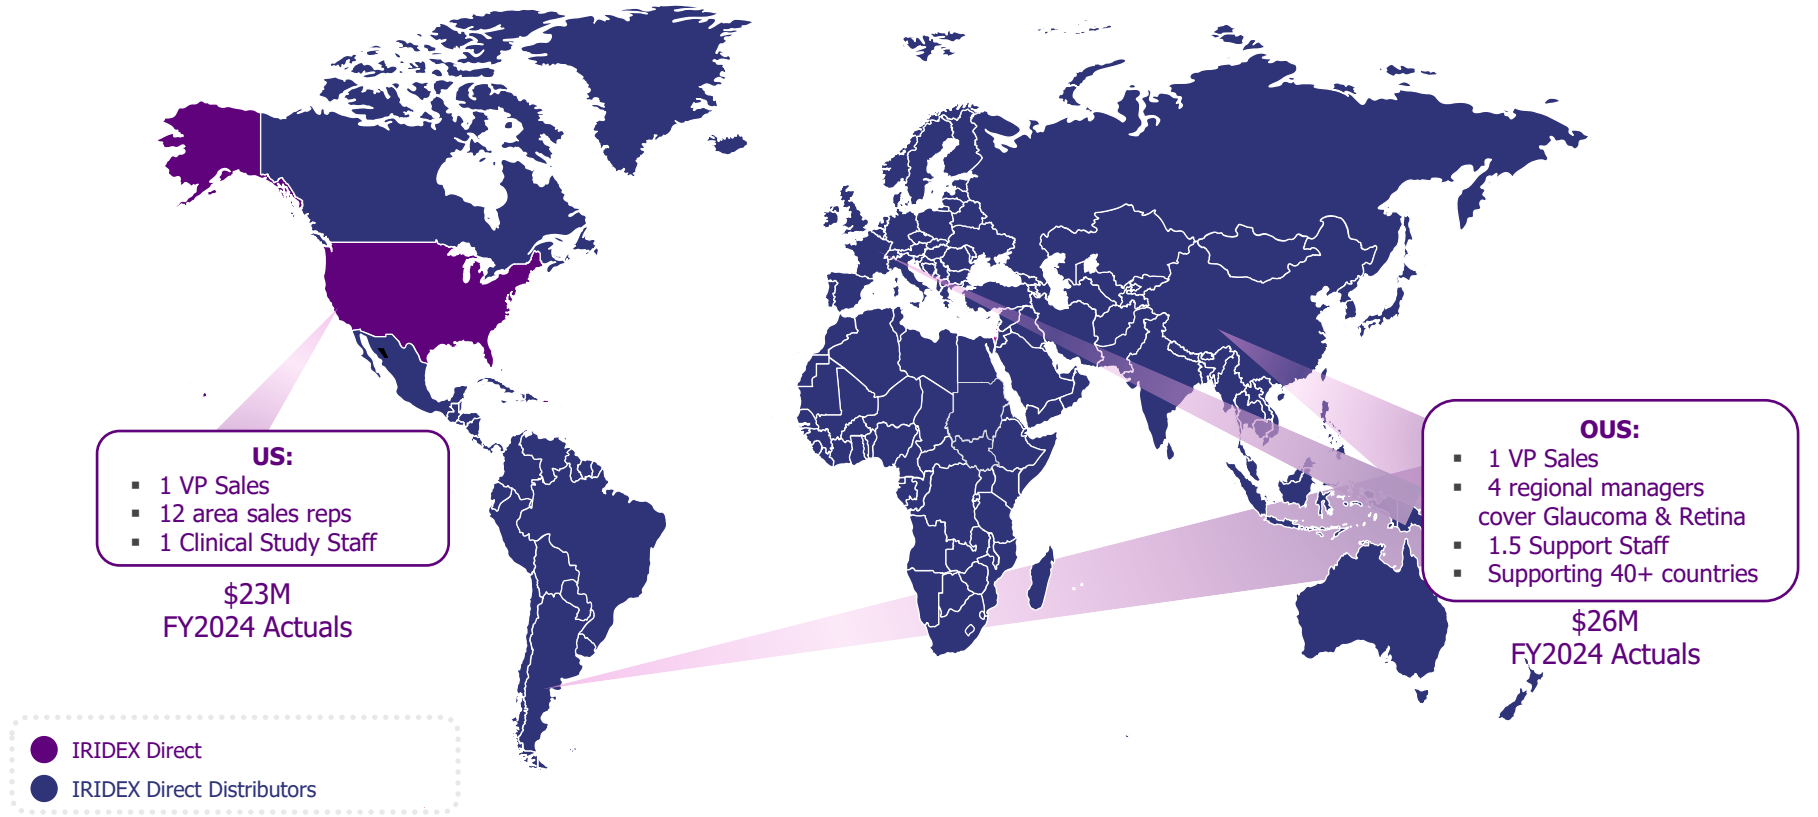 US:
▪ 1 VP Sales
▪ 12 area sales reps
▪ 1 Clinical Study Staff
$23M
FY2024 Actuals
OUS:
▪ 1 VP Sales
▪ 4 regional managers
cover Glaucoma & Retina
▪ 1.5 Support Staff
▪ Supporting 40+ countries
$26M
FY2024 Actuals
IRIDEX Direct
IRIDEX Direct Distributors